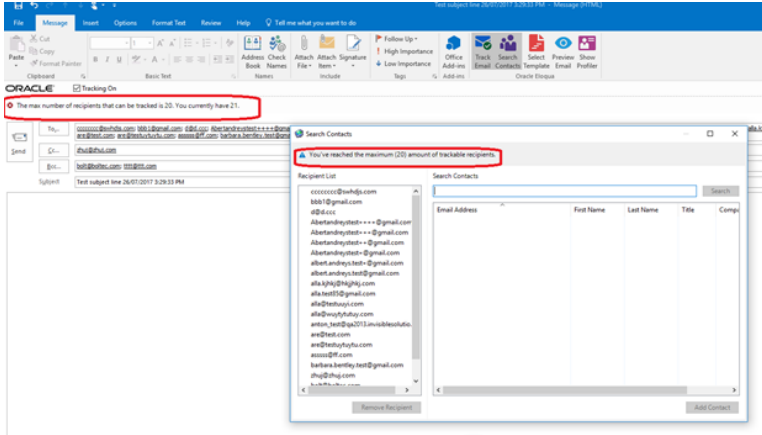 Test subject line 26/07/2017 3:29:33 PM - Message (HTML)
File Message Insert Options Format Text Review Help Tell me what you want to do
Cut
Copy
Format Painter
Paste
Address Book
Check Names
Attach File
Attach Item
Signature
Follow Up
High Importance
Low Importance
Office Add-ins
Track Email
Search Contacts
Select Template
Preview Email
Show Profiler
Clipboard Basic Text Names Include Tags Add-ins Oracle Eloqua
ORACLE Tracking On
The max number of recipients that can be tracked is 20. You currently have 21.
Send
To...
Cc... zhuj@zhuj.com
Bcc...
Subject Test subject line 26/07/2017 3:29:33 PM
Search Contacts
You've reached the maximum (20) amount of trackable recipients.
Recipient List
cccccccc@swhdjs.com
bbb1@gmail.com
d@d.ccc
Abertandreystest++++@gmail.com
Abertandreystest+++@gmail.com
Abertandreystest++@gmail.com
Abertandreystest+@gmail.com
albert.andreys.test+@gmail.com
albert.andreys.test@gmail.com
alla.kjhkj@hkjjhkj.com
alla.test85@gmail.com
alla@testuuyi.com
alla@wuytytutuy.com
anton_test@qa2013.invisiblesolutio.
are@test.com
are@testuytuytu.com
asssss@ff.com
barbara.bentley.test@gmail.com
zhuj@zhuj.com
Remove Recipient
Search Contacts
Search
Email Address First Name Last Name Title Compa
Add Contact